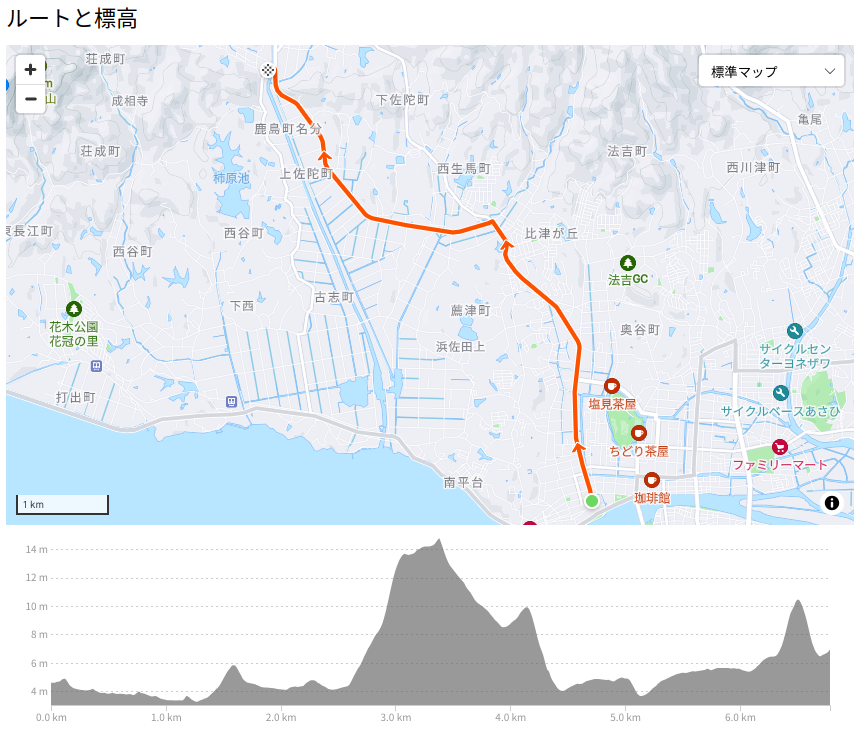 ルートと標高
荘成町
標準マップ
+
m
山
−
成相寺
下佐陀町
亀尾
鹿島町名分
荘成町
法吉町
西生馬町
西川津町
上佐陀町
柿原池
東長江町
西谷町
比津が丘
西谷町
法吉GC
古志町
下西
薦津町
花木公園
花冠の里
奥谷町
浜佐田上
サイクルセン
ターヨネザワ
打出町
塩見茶屋
サイクルベースあさひ
ちどり茶屋
ファミリーマート
南平台
珈琲館
1 km
14 m
12 m
10 m
8 m
6 m
4 m
0.0 km 1.0 km 2.0 km 3.0 km 4.0 km 5.0 km 6.0 km